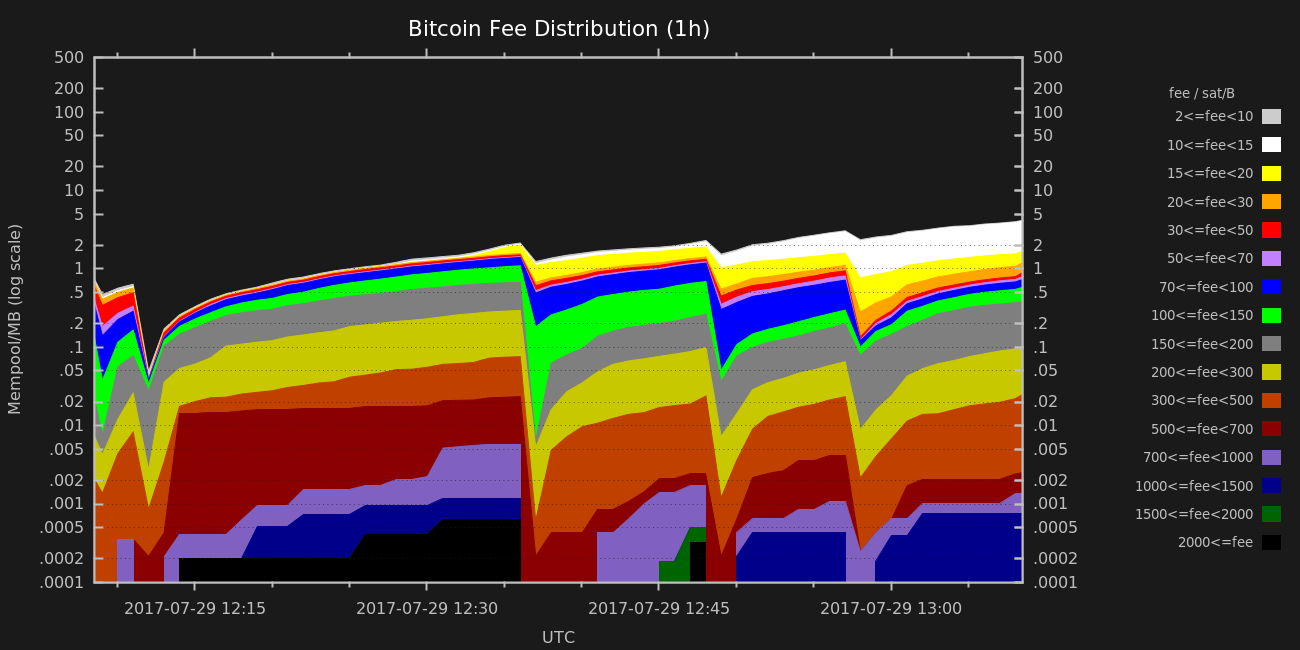 Bitcoin Fee Distribution (1h)
Mempool/MB (log scale)
500
200
100
50
20
10
5
2
1
.5
.2
.1
.05
.02
.01
.005
.002
.001
.0005
.0002
.0001
500
200
100
50
20
10
5
2
1
.5
.2
.1
.05
.02
.01
.005
.002
.001
.0005
.0002
.0001
fee / sat/B
2<=fee<10
10<=fee<15
15<=fee<20
20<=fee<30
30<=fee<50
50<=fee<70
70<=fee<100
100<=fee<150
150<=fee<200
200<=fee<300
300<=fee<500
500<=fee<700
700<=fee<1000
1000<=fee<1500
1500<=fee<2000
2000<=fee
2017-07-29 12:15 2017-07-29 12:30 2017-07-29 12:45 2017-07-29 13:00
UTC